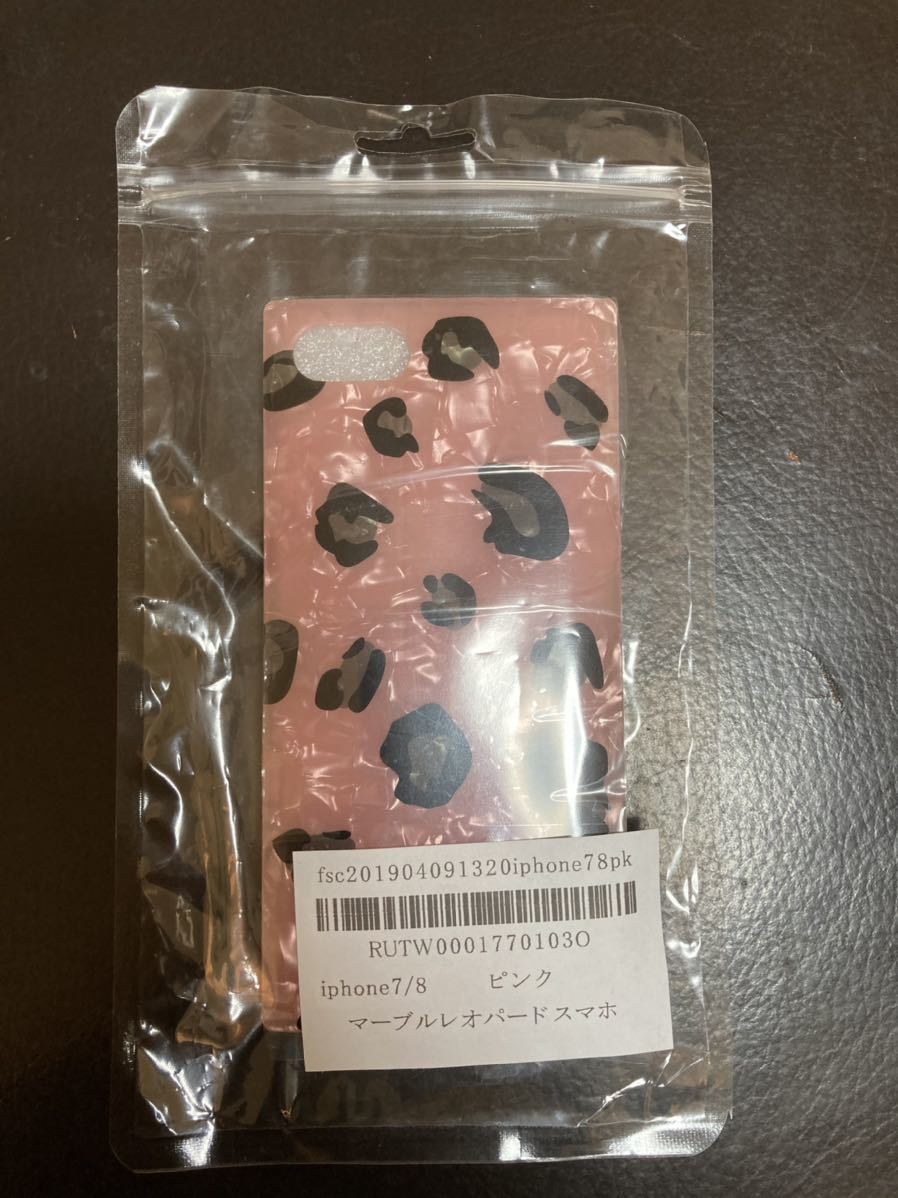 fsc201904091320iphone78pk
RUTW0001770103O
iphone7/8 ピンク
マーブルレオパードスマホ